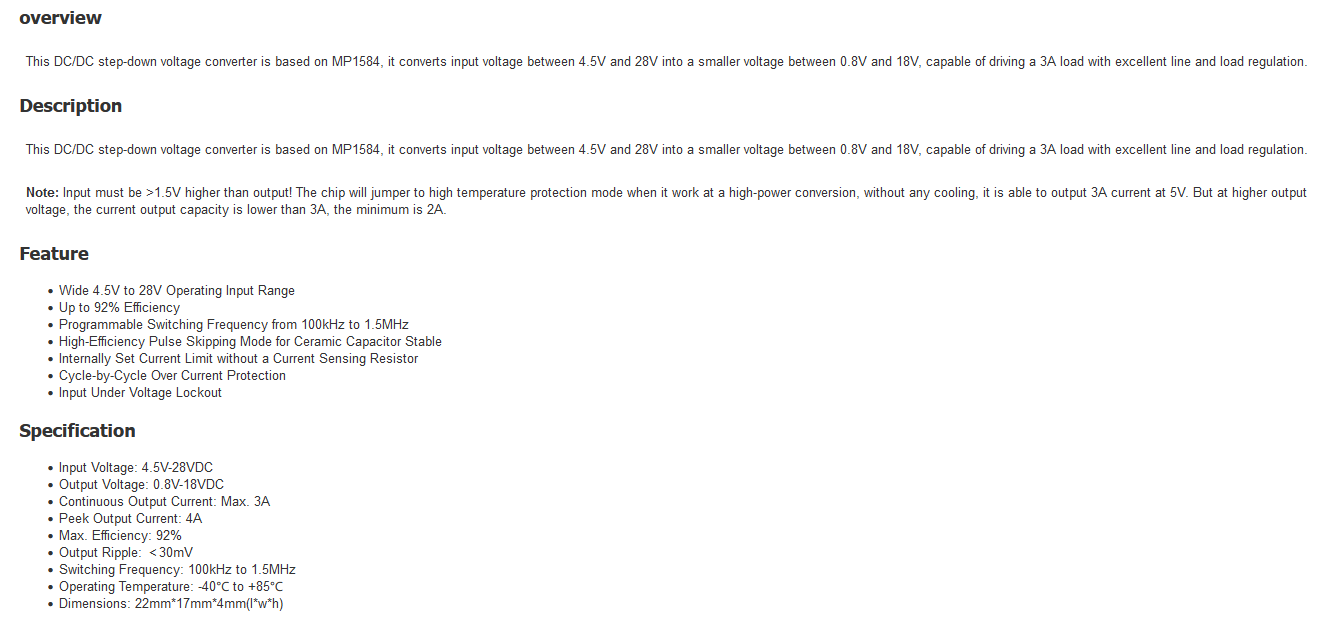 overview
This DC/DC step-down voltage converter is based on MP1584, it converts input voltage between 4.5V and 28V into a smaller voltage between 0.8V and 18V, capable of driving a 3A load with excellent line and load regulation.
Description
This DC/DC step-down voltage converter is based on MP1584, it converts input voltage between 4.5V and 28V into a smaller voltage between 0.8V and 18V, capable of driving a 3A load with excellent line and load regulation.
Note: Input must be >1.5V higher than output! The chip will jumper to high temperature protection mode when it work at a high-power conversion, without any cooling, it is able to output 3A current at 5V. But at higher output
voltage, the current output capacity is lower than 3A, the minimum is 2A.
Feature
• Wide 4.5V to 28V Operating Input Range
• Up to 92% Efficiency
• Programmable Switching Frequency from 100kHz to 1.5MHz
• High-Efficiency Pulse Skipping Mode for Ceramic Capacitor Stable
• Internally Set Current Limit without a Current Sensing Resistor
• Cycle-by-Cycle Over Current Protection
• Input Under Voltage Lockout
Specification
• Input Voltage: 4.5V-28VDC
• Output Voltage: 0.8V-18VDC
• Continuous Output Current: Max. 3A
• Peek Output Current: 4A
• Max. Efficiency: 92%
• Output Ripple: <30mV
• Switching Frequency: 100kHz to 1.5MHz
• Operating Temperature: -40℃ to +85℃
• Dimensions: 22mm*17mm*4mm(l*w*h)